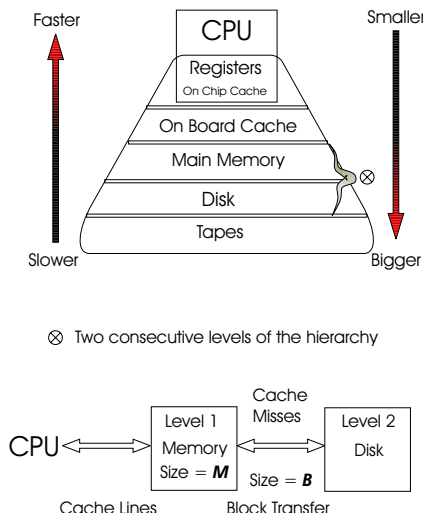 Faster
Smaller
CPU
Registers
On Chip Cache
On Board Cache
Main Memory
⊗
Disk
Tapes
Slower
Bigger
⊗ Two consecutive levels of the hierarchy
Cache
Misses
Level 1
Level 2
CPU
Memory
Disk
Size = M
Size = B
Cache Lines
Block Transfer